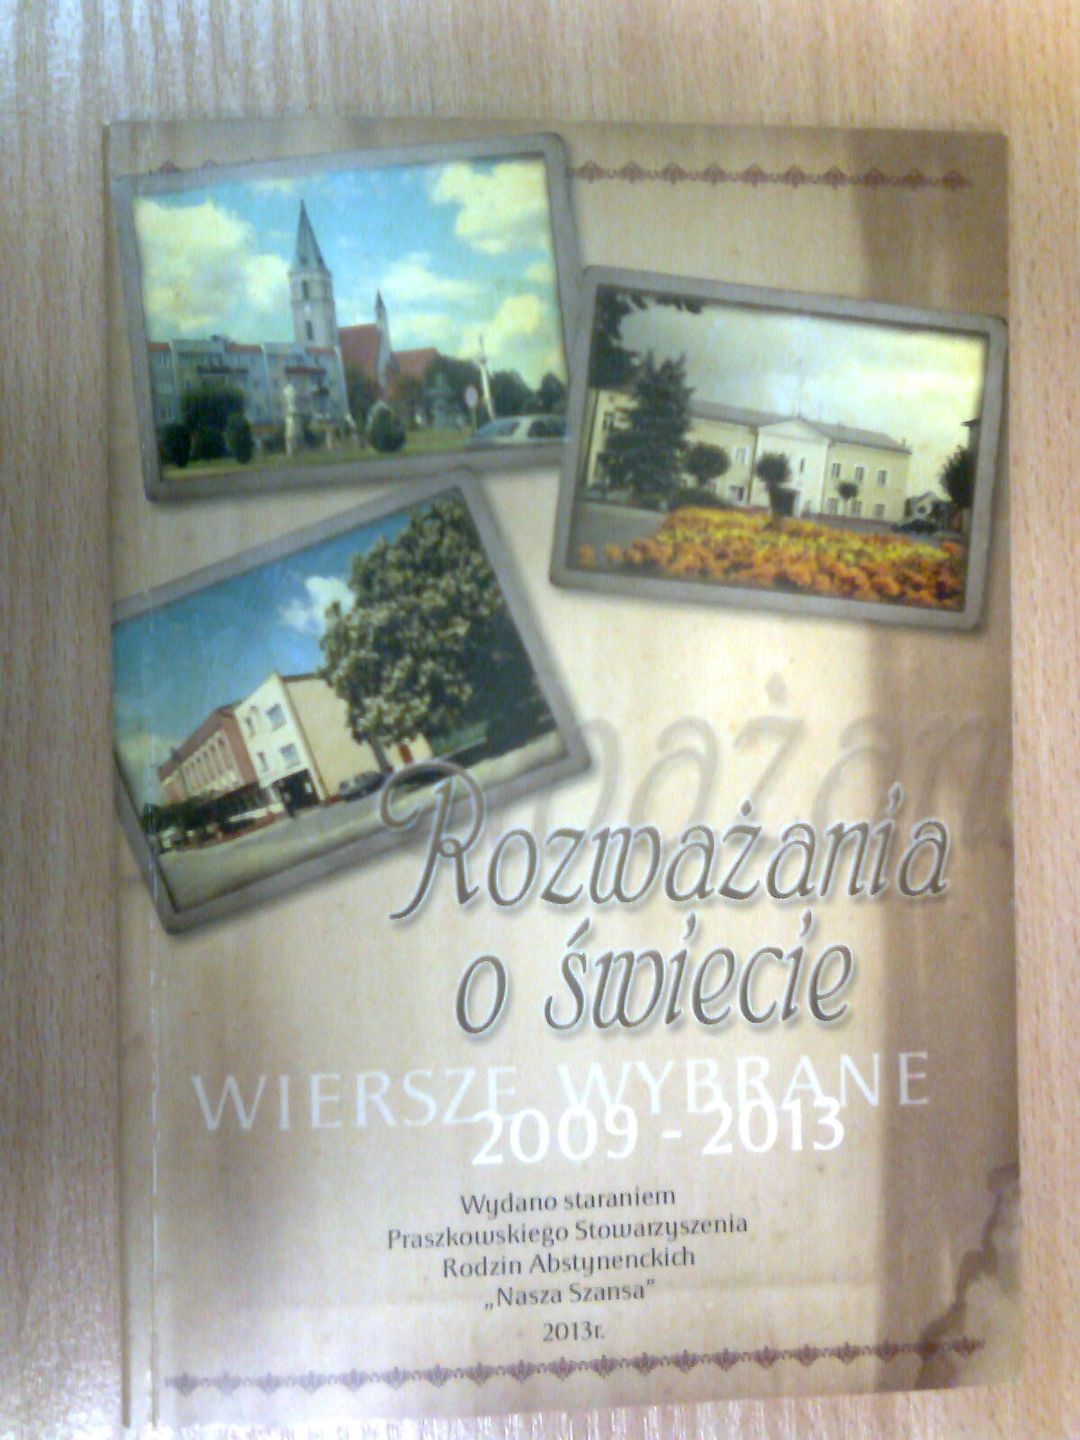 Rozważania
o świecie
WIERSZE WYBRANE
2009 - 2013
Wydano staraniem
Praszkowskiego Stowarzyszenia
Rodzin Abstynenckich
„Nasza Szansa”
2013r.